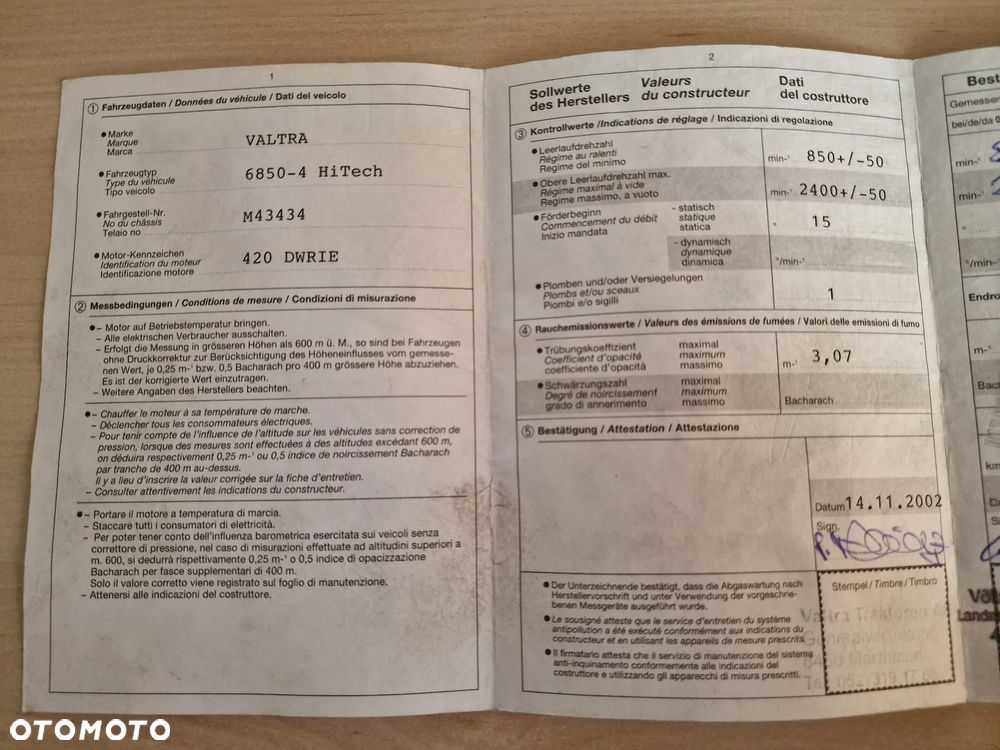 1
① Fahrzeugdaten / Données du véhicule / Dati del veicolo
● Marke
Marque
Marca
VALTRA
● Fahrzeugtyp
Type du véhicule
Tipo veicolo
6850-4 HiTech
● Fahrgestell-Nr.
No du châssis
Telaio no
M43434
● Motor-Kennzeichen
Identification du moteur
Identificazione motore
420 DWRIE
② Messbedingungen / Conditions de mesure / Condizioni di misurazione
● – Motor auf Betriebstemperatur bringen.
– Alle elektrischen Verbraucher ausschalten.
– Erfolgt die Messung in grösseren Höhen als 600 m ü. M., so sind bei Fahrzeugen
ohne Druckkorrektur zur Berücksichtigung des Höheneinflusses vom gemesse-
nen Wert, je 0,25 m-¹ bzw. 0,5 Bacharach pro 400 m grössere Höhe abzuziehen.
Es ist der korrigierte Wert einzutragen.
– Weitere Angaben des Herstellers beachten.
● – Chauffer le moteur à sa température de marche.
– Déclencher tous les consommateurs électriques.
– Pour tenir compte de l'influence de l'altitude sur les véhicules sans correction de
pression, lorsque des mesures sont effectuées à des altitudes excédant 600 m,
on déduira respectivement 0,25 m-¹ ou 0,5 indice de noircissement Bacharach
par tranche de 400 m au-dessus.
Il y a lieu d'inscrire la valeur corrigée sur la fiche d'entretien.
– Consulter attentivement les indications du constructeur.
● – Portare il motore a temperatura di marcia.
– Staccare tutti i consumatori di elettricità.
– Per poter tener conto dell'influenza barometrica esercitata sui veicoli senza
correttore di pressione, nel caso di misurazioni effettuate ad altitudini superiori a
m. 600, si dedurrà rispettivamente 0,25 m-¹ o 0,5 indice di opacizzazione
Bacharach per fasce supplementari di 400 m.
Solo il valore corretto viene registrato sul foglio di manutenzione.
– Attenersi alle indicazioni del costruttore.
2
Sollwerte des Herstellers
Valeurs du constructeur
Dati del costruttore
③ Kontrollwerte /Indications de réglage / Indicazioni di regolazione
● Leerlaufdrehzahl
Régime au ralenti
Regime del minimo
min-¹ 850+/-50
● Obere Leerlaufdrehzahl max.
Régime maximal à vide
Regime massimo, a vuoto
min-¹ 2400+/-50
● Förderbeginn
Commencement du débit
Inizio mandata
- statisch
statique
statica
° 15
- dynamisch
dynamique
dinamica
°/min-¹
● Plomben und/oder Versiegelungen
Plombs et/ou sceaux
Piombi e/o sigilli
1
④ Rauchemissionswerte / Valeurs des émissions de fumées / Valori delle emissioni di fumo
● Trübungskoeffizient
Coefficient d'opacité
coefficiente d'opacità
maximal
maximum
massimo
m-¹ 3,07
● Schwärzungszahl
Degré de noircissement
grado di annerimento
maximal
maximum
massimo
Bacharach
⑤ Bestätigung / Attestation / Attestazione
Datum 14.11.2002
Sign.
● Der Unterzeichnende bestätigt, dass die Abgaswartung nach
Herstellervorschrift und unter Verwendung der vorgeschrie-
benen Messgeräte ausgeführt wurde.
● Le sousigné atteste que le service d'entretien du système
antipollution a été exécuté conformément aux indications du
constructeur et en utilisant les appareils de mesure prescrits.
● Il firmatario attesta che il servizio di manutenzione del sistema
anti-inquinamento conformemente alle indicazioni del
costruttore e utilizzando gli apparecchi di misura prescritti.
Stempel / Timbre / Timbro
Valtra Traktoren
Best
Gemessen
bei/de/da
min-¹
min-¹
°
°/min-¹
m-¹
km
OTOMOTO